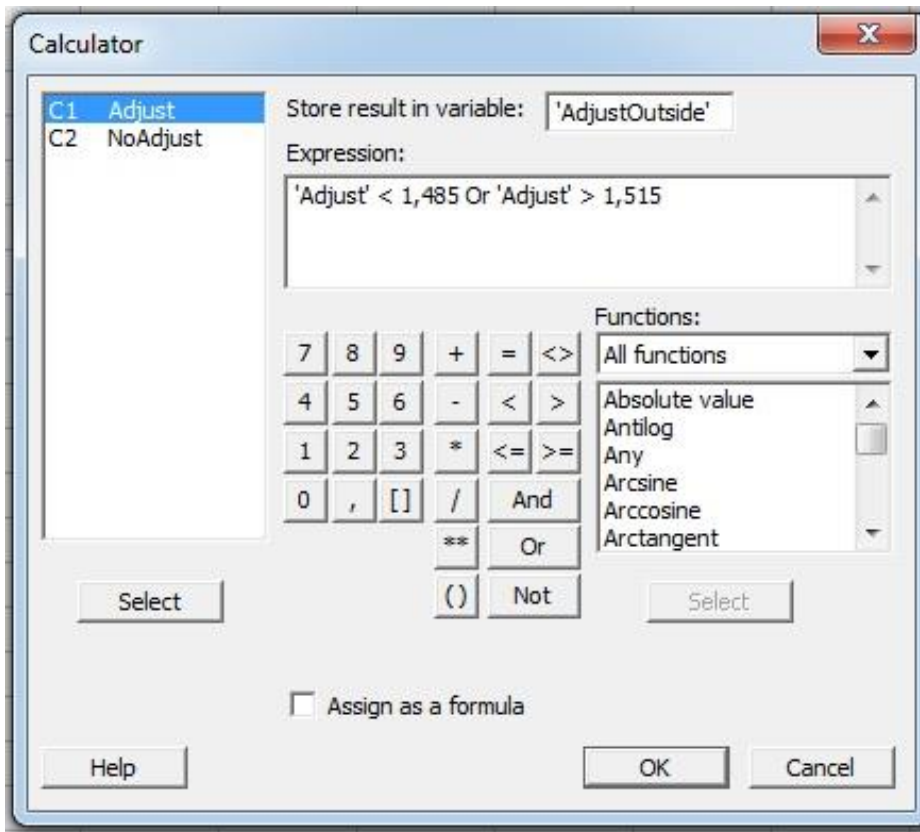 Calculator
X
C1 Adjust
C2 NoAdjust
Store result in variable: 'AdjustOutside'
Expression:
'Adjust' < 1,485 Or 'Adjust' > 1,515
Functions:
7 8 9 + = <> All functions
4 5 6 - < >
1 2 3 * <= >=
0 , [] / And
** Or
() Not
Absolute value
Antilog
Any
Arcsine
Arccosine
Arctangent
Select
Select
Assign as a formula
Help
OK
Cancel